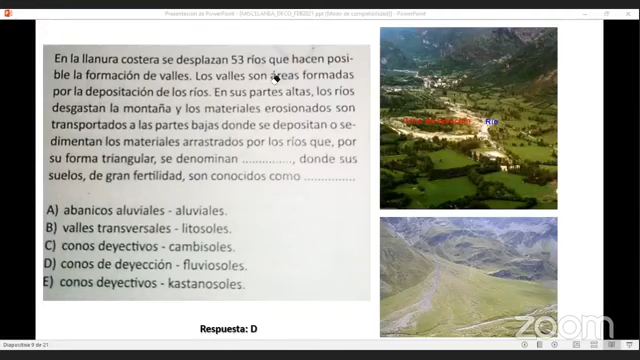 Presentación de PowerPoint - [MOCILANSA_DECO_FEB2021.ppt [Modo de compatibilidad]] - PowerPoint
En la llanura costera se desplazan 53 ríos que hacen posi-
ble la formación de valles. Los valles son áreas formadas
por la depositación de los ríos. En sus partes altas, los ríos
desgastan la montaña y los materiales erosionados son
transportados a las partes bajas donde se depositan o se-
dimentan los materiales arrastrados por los ríos que, por
su forma triangular, se denominan ..............., donde sus
suelos, de gran fertilidad, son conocidos como ...............
A) abanicos aluviales - aluviales.
B) valles transversales - litosoles.
C) conos deyectivos - cambisoles.
D) conos de deyección - fluviosoles.
E) conos deyectivos - kastanosoles.
Río
Respuesta: D
zoom
Diapositiva 9 de 21